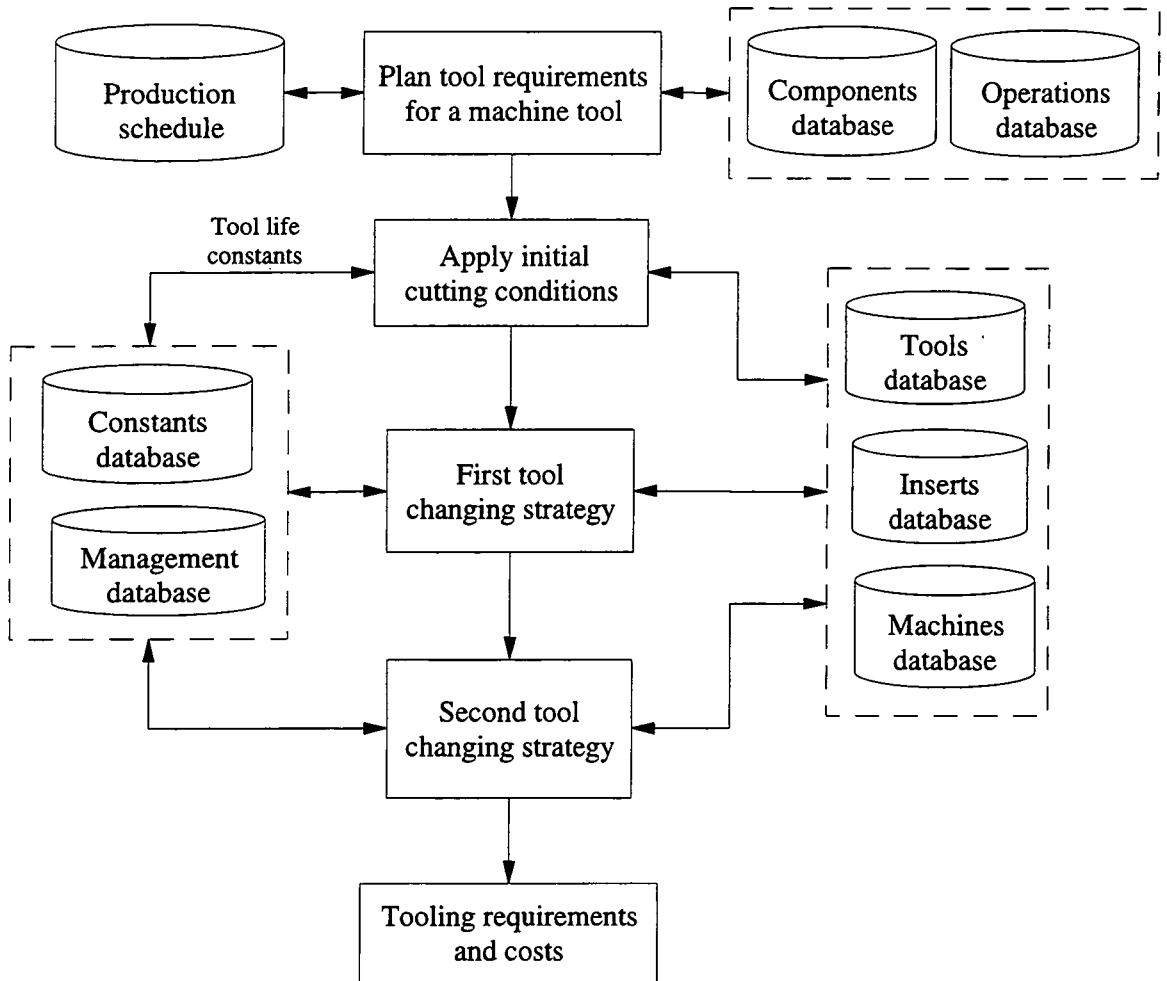 Production
schedule
Plan tool requirements
for a machine tool
Components
database
Operations
database
Tool life
constants
Apply initial
cutting conditions
Tools
database
Constants
database
First tool
changing strategy
Inserts
database
Management
database
Machines
database
Second tool
changing strategy
Tooling requirements
and costs